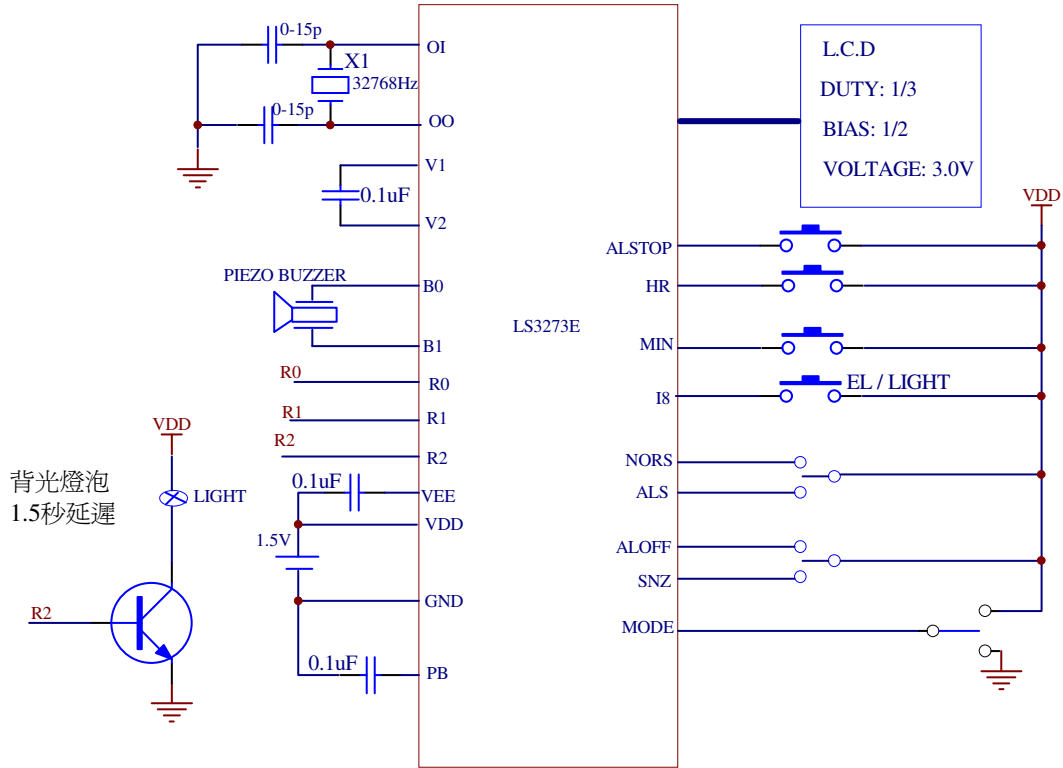 0-15p
OI
X1
32768Hz
0-15p
OO
V1
0.1uF
V2
PIEZO BUZZER
B0
B1
R0
R0
R1
R1
R2
R2
0.1uF
VEE
VDD
1.5V
GND
0.1uF
PB
VDD
背光燈泡
1.5秒延遲
LIGHT
R2
LS3273E
L.C.D
DUTY: 1/3
BIAS: 1/2
VOLTAGE: 3.0V
VDD
ALSTOP
HR
MIN
EL / LIGHT
I8
NORS
ALS
ALOFF
SNZ
MODE